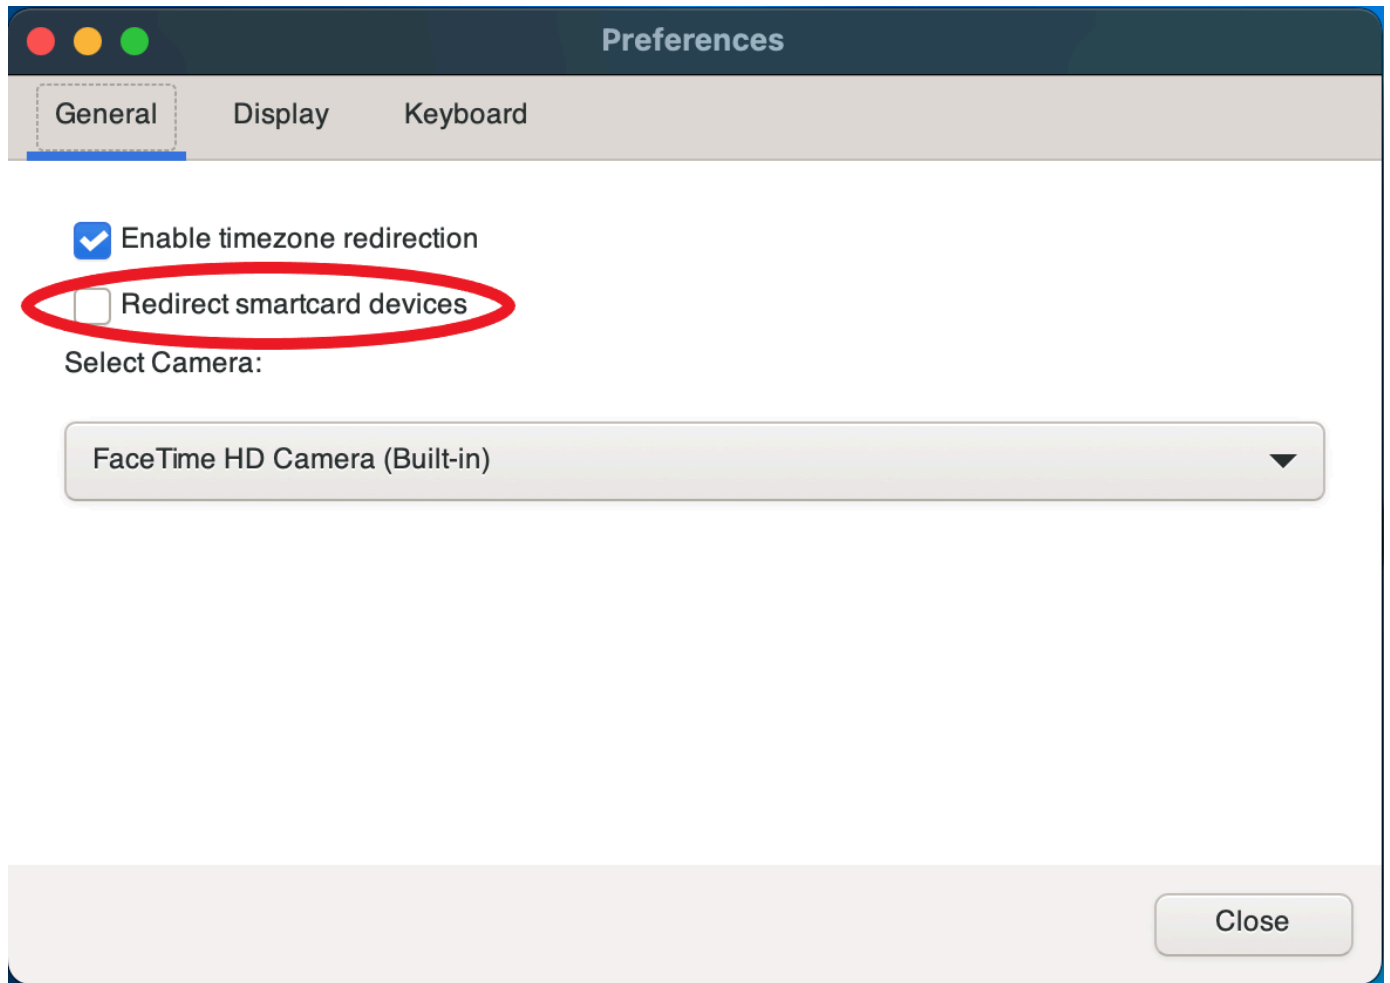 Preferences
General Display Keyboard
Enable timezone redirection
Redirect smartcard devices
Select Camera:
FaceTime HD Camera (Built-in)
Close